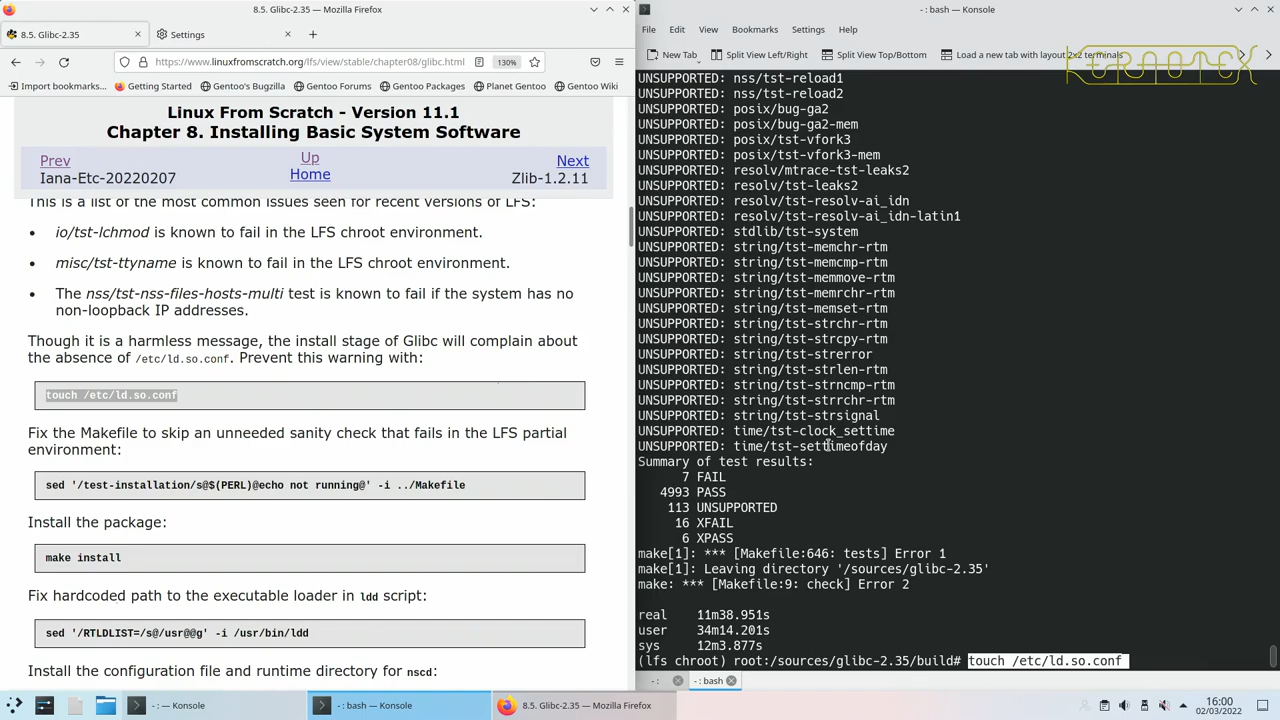 8.5. Glibc-2.35 — Mozilla Firefox
8.5. Glibc-2.35
Settings
https://www.linuxfromscratch.org/lfs/view/stable/chapter08/glibc.html
130%
Import bookmarks...
Getting Started
Gentoo's Bugzilla
Gentoo Forums
Gentoo Packages
Planet Gentoo
Gentoo Wiki
Linux From Scratch - Version 11.1
Chapter 8. Installing Basic System Software
Prev
Up
Next
Iana-Etc-20220207
Home
Zlib-1.2.11
This is a list of the most common issues seen for recent versions of LFS:
• io/tst-lchmod is known to fail in the LFS chroot environment.
• misc/tst-ttyname is known to fail in the LFS chroot environment.
• The nss/tst-nss-files-hosts-multi test is known to fail if the system has no
non-loopback IP addresses.
Though it is a harmless message, the install stage of Glibc will complain about
the absence of /etc/ld.so.conf. Prevent this warning with:
touch /etc/ld.so.conf
Fix the Makefile to skip an unneeded sanity check that fails in the LFS partial
environment:
sed '/test-installation/s@$(PERL)@echo not running@' -i ../Makefile
Install the package:
make install
Fix hardcoded path to the executable loader in ldd script:
sed '/RTLDLIST=/s@/usr@@g' -i /usr/bin/ldd
Install the configuration file and runtime directory for nscd:
- : bash — Konsole
File Edit View Bookmarks Settings Help
New Tab
Split View Left/Right
Split View Top/Bottom
Load a new tab with layout 2x2 terminals
KERNOTEX
UNSUPPORTED: nss/tst-reload1
UNSUPPORTED: nss/tst-reload2
UNSUPPORTED: posix/bug-ga2
UNSUPPORTED: posix/bug-ga2-mem
UNSUPPORTED: posix/tst-vfork3
UNSUPPORTED: posix/tst-vfork3-mem
UNSUPPORTED: resolv/mtrace-tst-leaks2
UNSUPPORTED: resolv/tst-leaks2
UNSUPPORTED: resolv/tst-resolv-ai_idn
UNSUPPORTED: resolv/tst-resolv-ai_idn-latin1
UNSUPPORTED: stdlib/tst-system
UNSUPPORTED: string/tst-memchr-rtm
UNSUPPORTED: string/tst-memcmp-rtm
UNSUPPORTED: string/tst-memmove-rtm
UNSUPPORTED: string/tst-memrchr-rtm
UNSUPPORTED: string/tst-memset-rtm
UNSUPPORTED: string/tst-strchr-rtm
UNSUPPORTED: string/tst-strcpy-rtm
UNSUPPORTED: string/tst-strerror
UNSUPPORTED: string/tst-strlen-rtm
UNSUPPORTED: string/tst-strncmp-rtm
UNSUPPORTED: string/tst-strrchr-rtm
UNSUPPORTED: string/tst-strsignal
UNSUPPORTED: time/tst-clock_settime
UNSUPPORTED: time/tst-settimeofday
Summary of test results:
7 FAIL
4993 PASS
113 UNSUPPORTED
16 XFAIL
6 XPASS
make[1]: *** [Makefile:646: tests] Error 1
make[1]: Leaving directory '/sources/glibc-2.35'
make: *** [Makefile:9: check] Error 2
real 11m38.951s
user 34m14.201s
sys 12m3.877s
(lfs chroot) root:/sources/glibc-2.35/build# touch /etc/ld.so.conf
- :
- : bash
- : — Konsole
- : bash — Konsole
8.5. Glibc-2.35 — Mozilla Firefox
16:00
02/03/2022